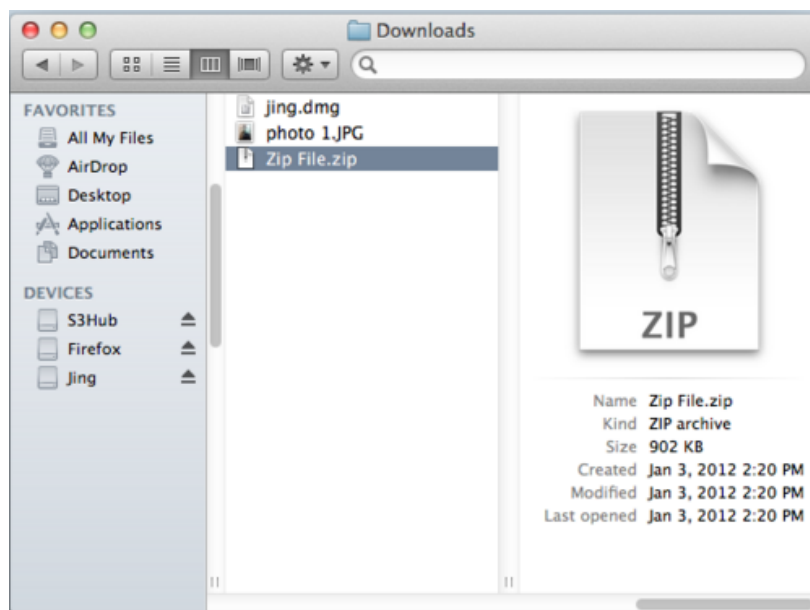 Downloads
FAVORITES
All My Files
AirDrop
Desktop
Applications
Documents
DEVICES
S3Hub
Firefox
Jing
jing.dmg
photo 1.JPG
Zip File.zip
ZIP
Name Zip File.zip
Kind ZIP archive
Size 902 KB
Created Jan 3, 2012 2:20 PM
Modified Jan 3, 2012 2:20 PM
Last opened Jan 3, 2012 2:20 PM